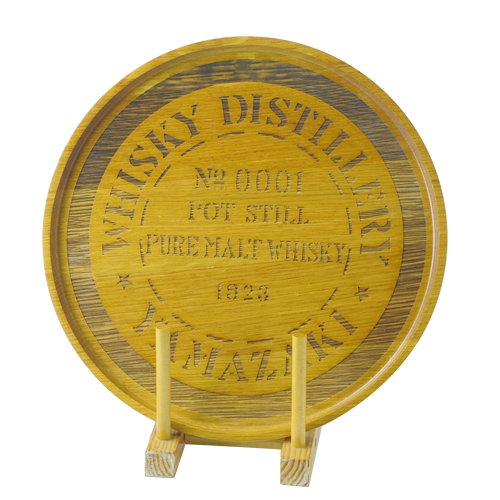 WHISKY DISTILLERY
No 0001
POT STILL
PURE MALT WHISKY
1923
YAMAZAKI